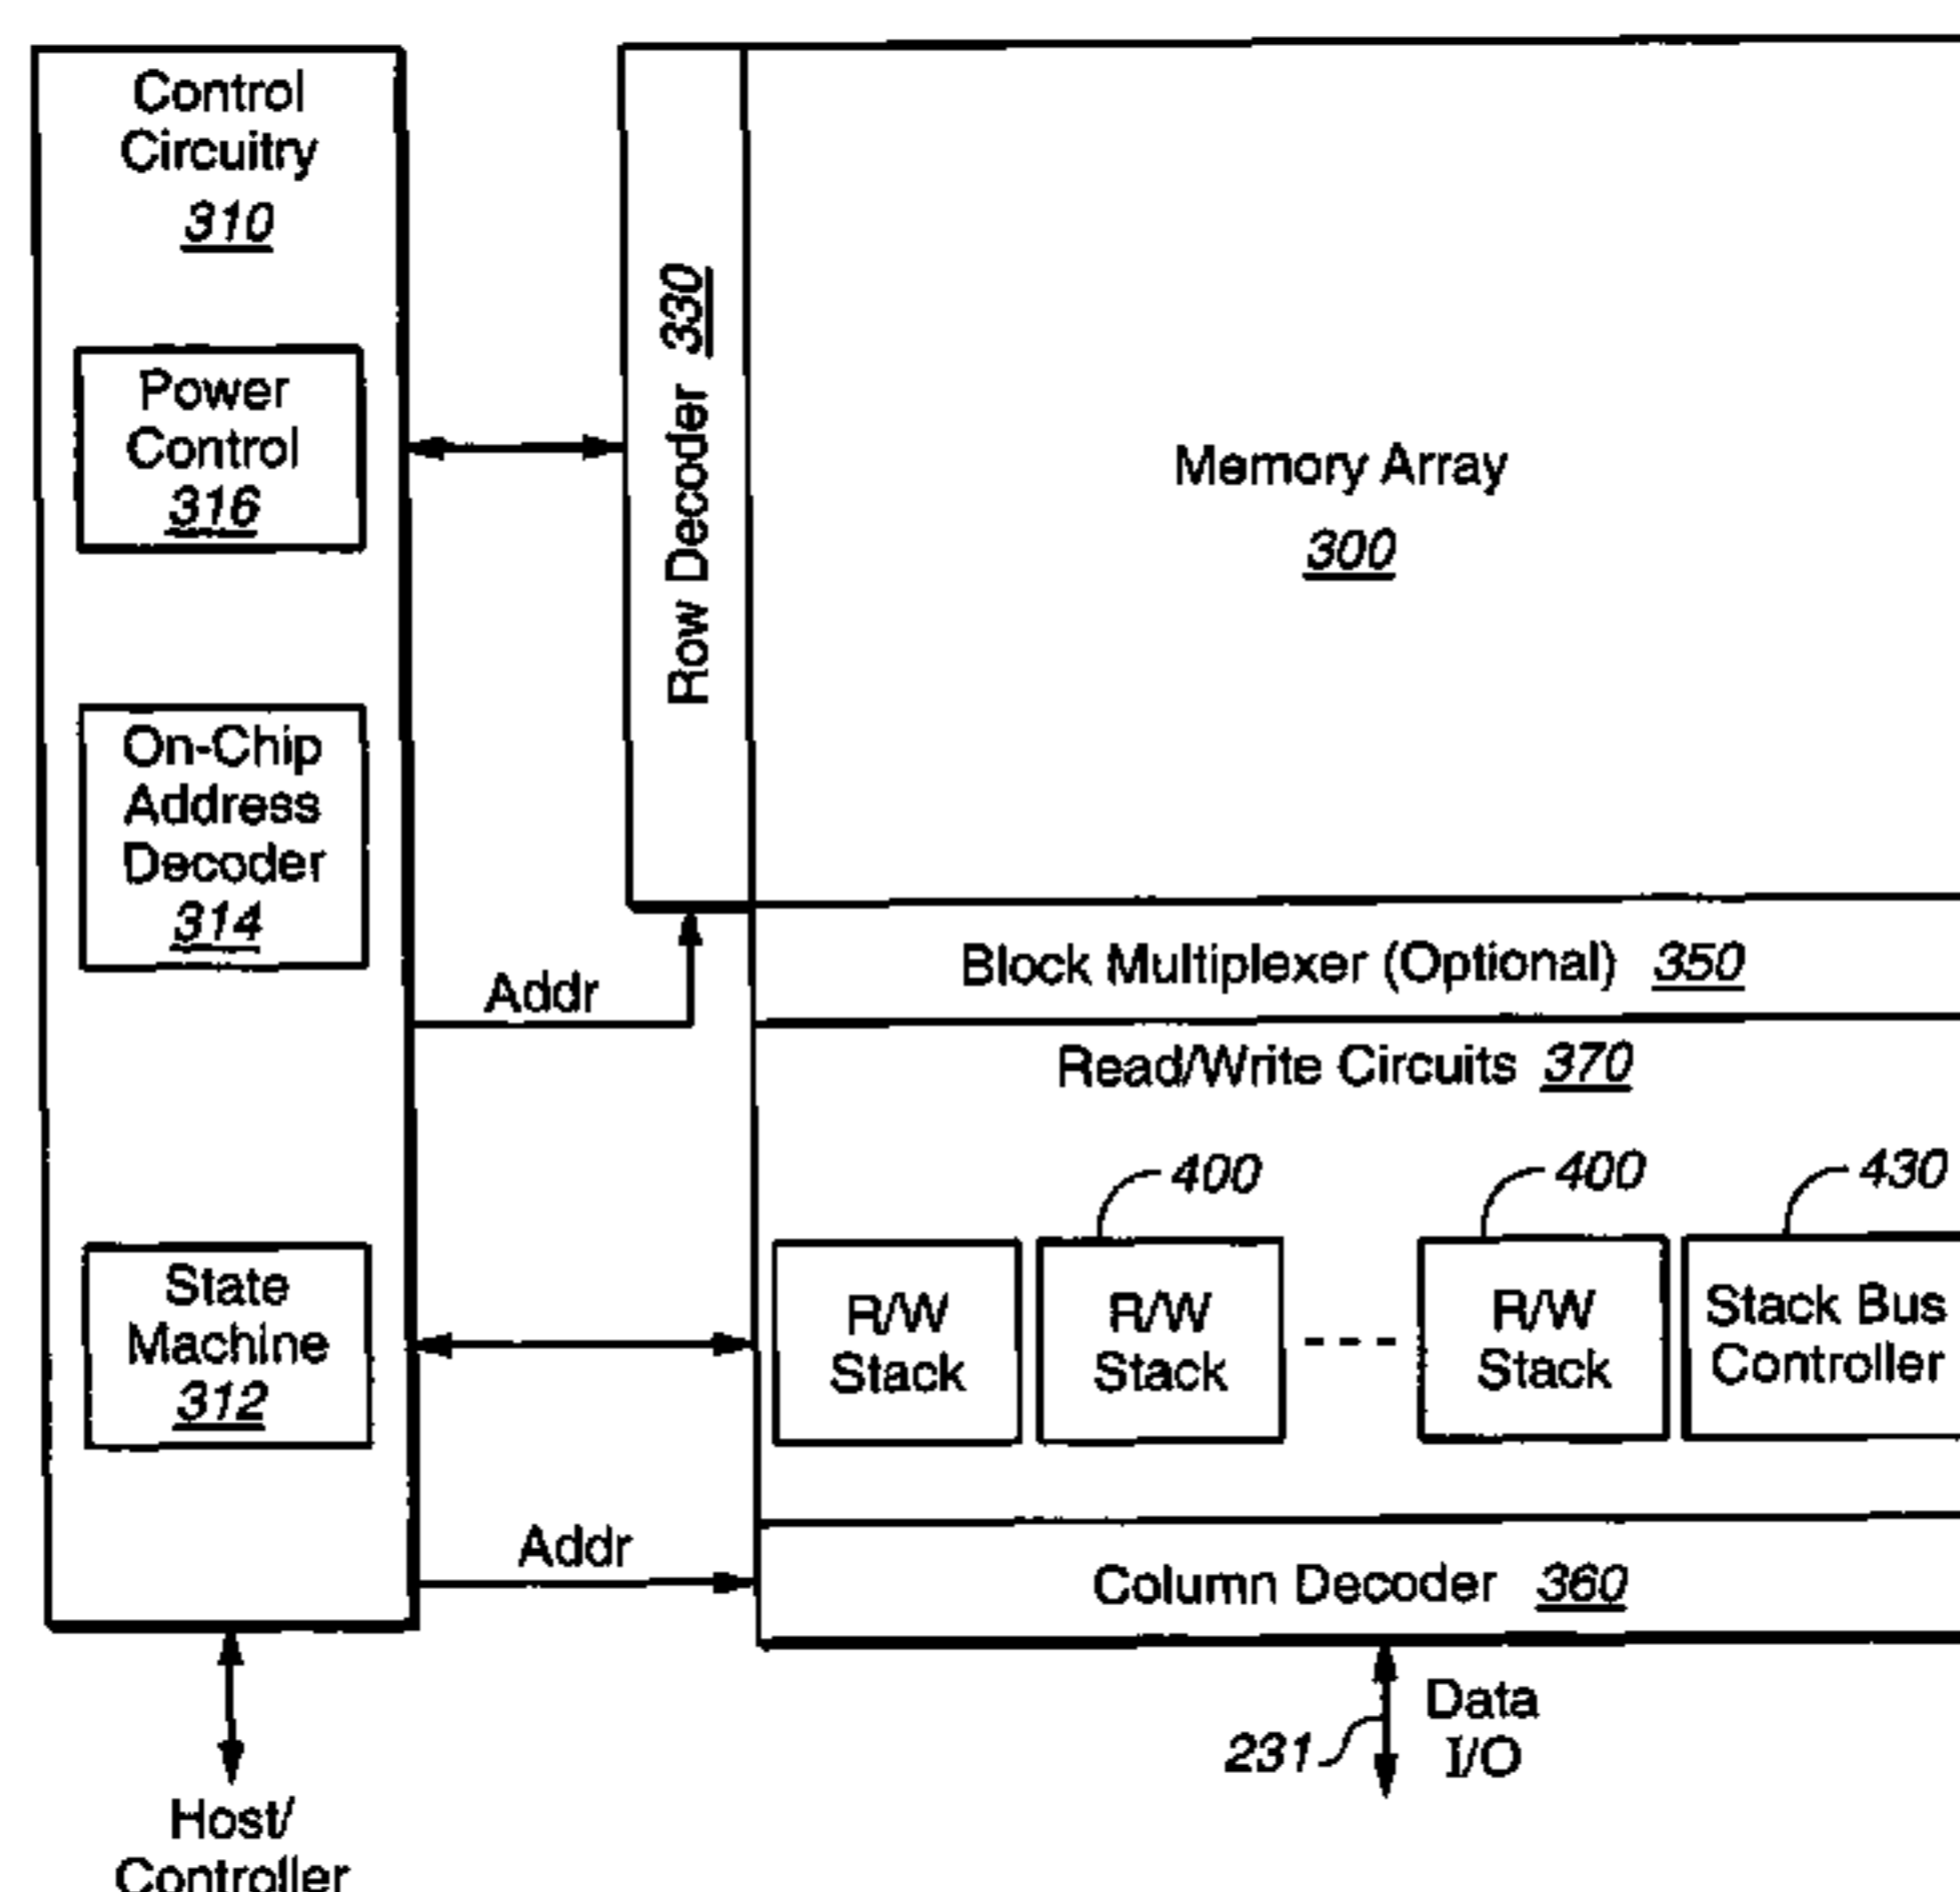 Control
Circuitry
310
Power
Control
316
On-Chip
Address
Decoder
314
State
Machine
312
Host/
Controller
Row Decoder 330
Memory Array
300
Addr
Block Multiplexer (Optional) 350
Read/Write Circuits 370
400
400
430
R/W
Stack
R/W
Stack
- - -
R/W
Stack
Stack Bus
Controller
Addr
Column Decoder 360
231
Data
I/O